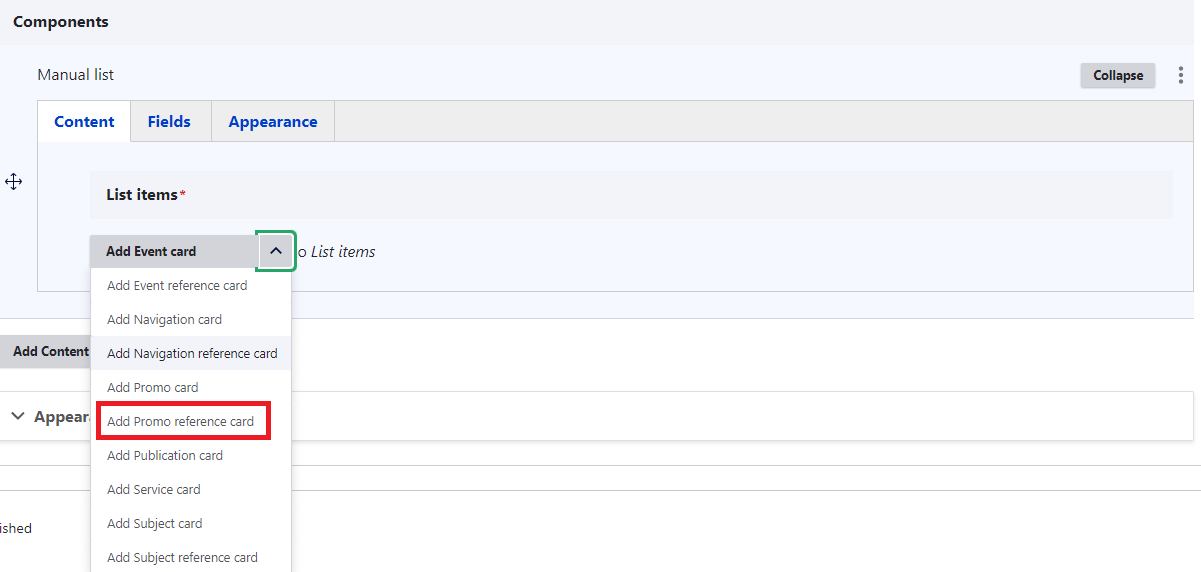 Components
Manual list
Collapse
Content Fields Appearance
List items*
Add Event card
o List items
Add Event reference card
Add Navigation card
Add Navigation reference card
Add Content
Add Promo card
Add Promo reference card
Appear
Add Publication card
Add Service card
Add Subject card
ished
Add Subject reference card